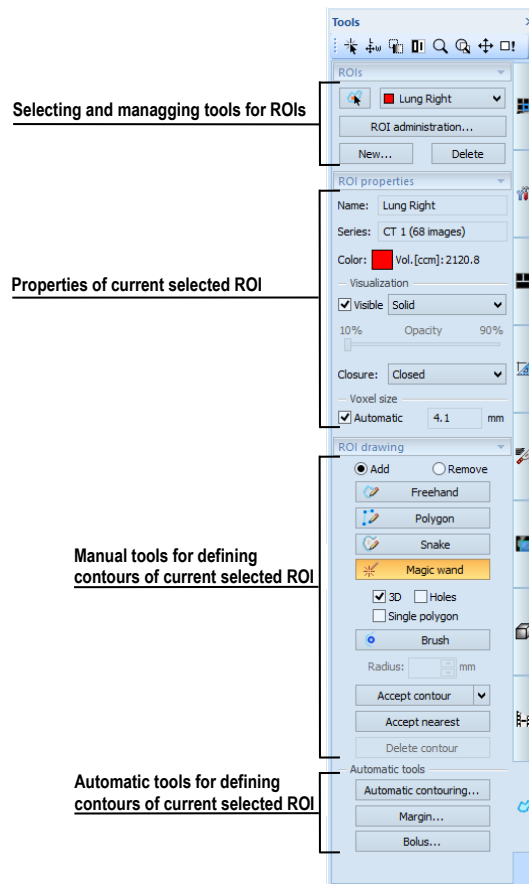 Tools
ROIs
Lung Right
Selecting and managging tools for ROIs
ROI administration...
New... Delete
ROI properties
Name: Lung Right
Series: CT 1 (68 images)
Color: Vol.[ccm]: 2120.8
Properties of current selected ROI
Visualization
Visible Solid
10% Opacity 90%
Closure: Closed
Voxel size
Automatic 4.1 mm
ROI drawing
Add Remove
Freehand
Polygon
Snake
Manual tools for defining
contours of current selected ROI
Magic wand
3D Holes
Single polygon
Brush
Radius: mm
Accept contour
Accept nearest
Delete contour
Automatic tools
Automatic tools for defining
contours of current selected ROI
Automatic contouring...
Margin...
Bolus...